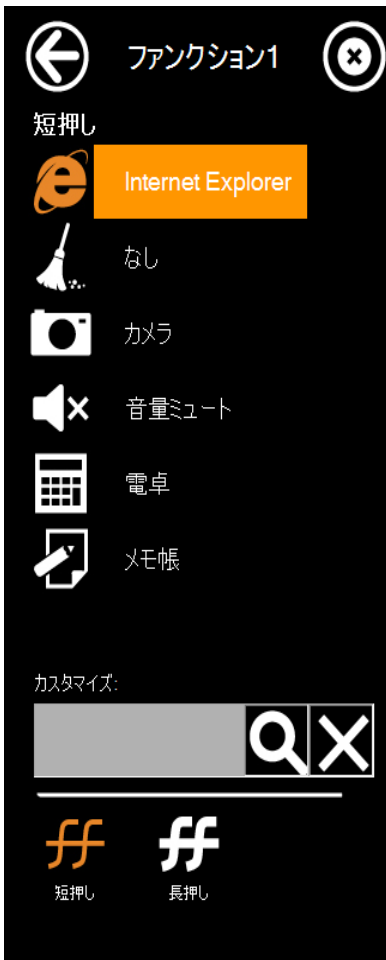 ファンクション1
短押し
Internet Explorer
なし
カメラ
音量ミュート
電卓
メモ帳
カスタマイズ:
短押し
長押し